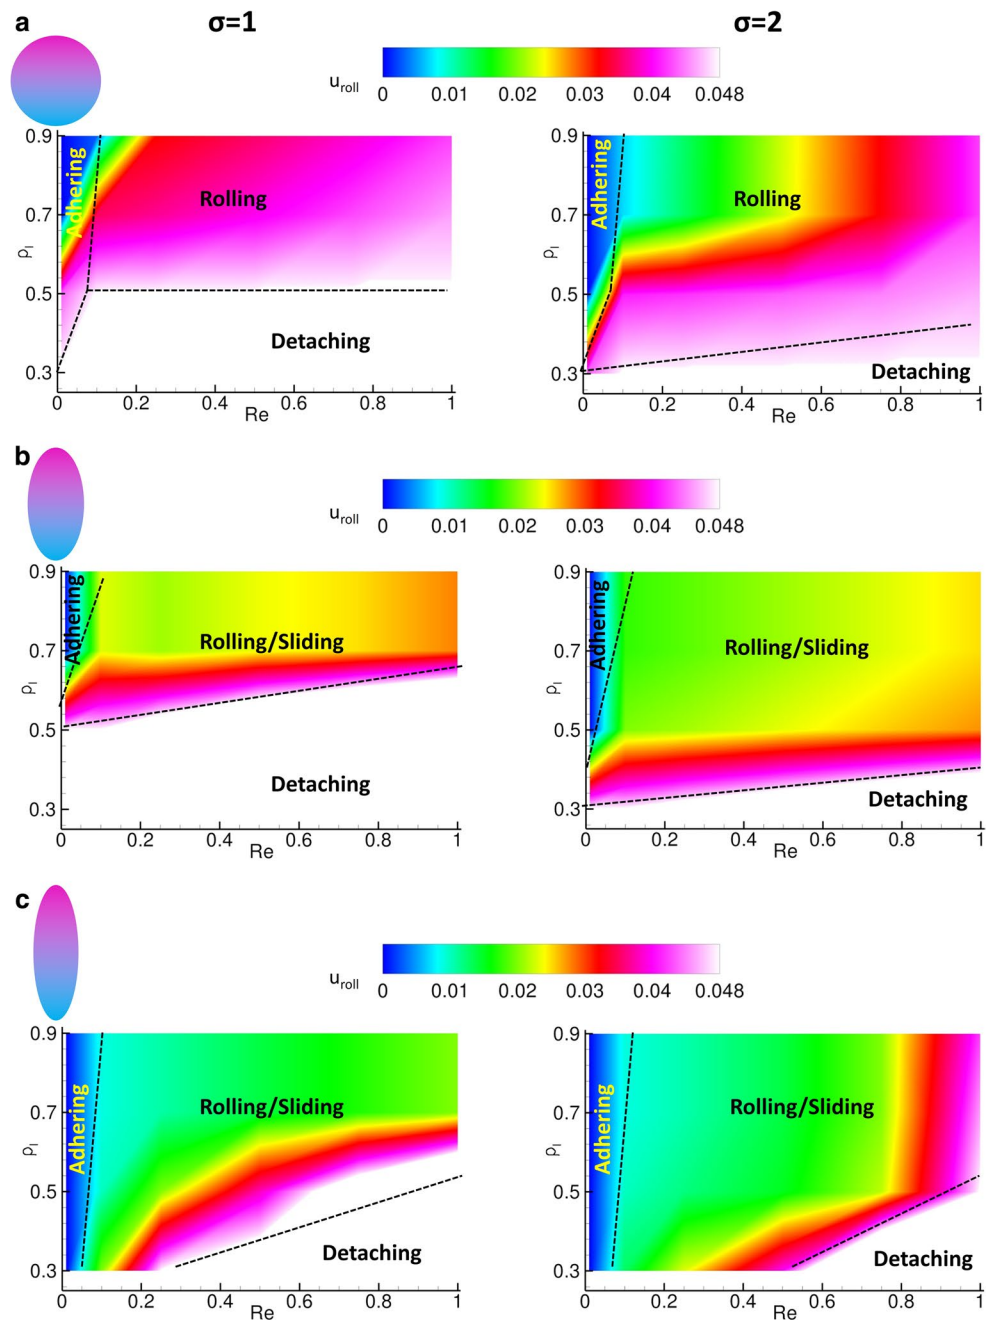 a
σ=1
σ=2
u_roll
0 0.01 0.02 0.03 0.04 0.048
0.9
0.7
0.5
0.3
ρ_l
Adhering
Rolling
Detaching
0 0.2 0.4 0.6 0.8 1
Re
0.9
0.7
0.5
0.3
ρ_l
Adhering
Rolling
Detaching
0 0.2 0.4 0.6 0.8 1
Re
b
u_roll
0 0.01 0.02 0.03 0.04 0.048
0.9
0.7
0.5
0.3
ρ_l
Adhering
Rolling/Sliding
Detaching
0 0.2 0.4 0.6 0.8 1
Re
0.9
0.7
0.5
0.3
ρ_l
Adhering
Rolling/Sliding
Detaching
0 0.2 0.4 0.6 0.8 1
Re
c
u_roll
0 0.01 0.02 0.03 0.04 0.048
0.9
0.7
0.5
0.3
ρ_l
Adhering
Rolling/Sliding
Detaching
0 0.2 0.4 0.6 0.8 1
Re
0.9
0.7
0.5
0.3
ρ_l
Adhering
Rolling/Sliding
Detaching
0 0.2 0.4 0.6 0.8 1
Re